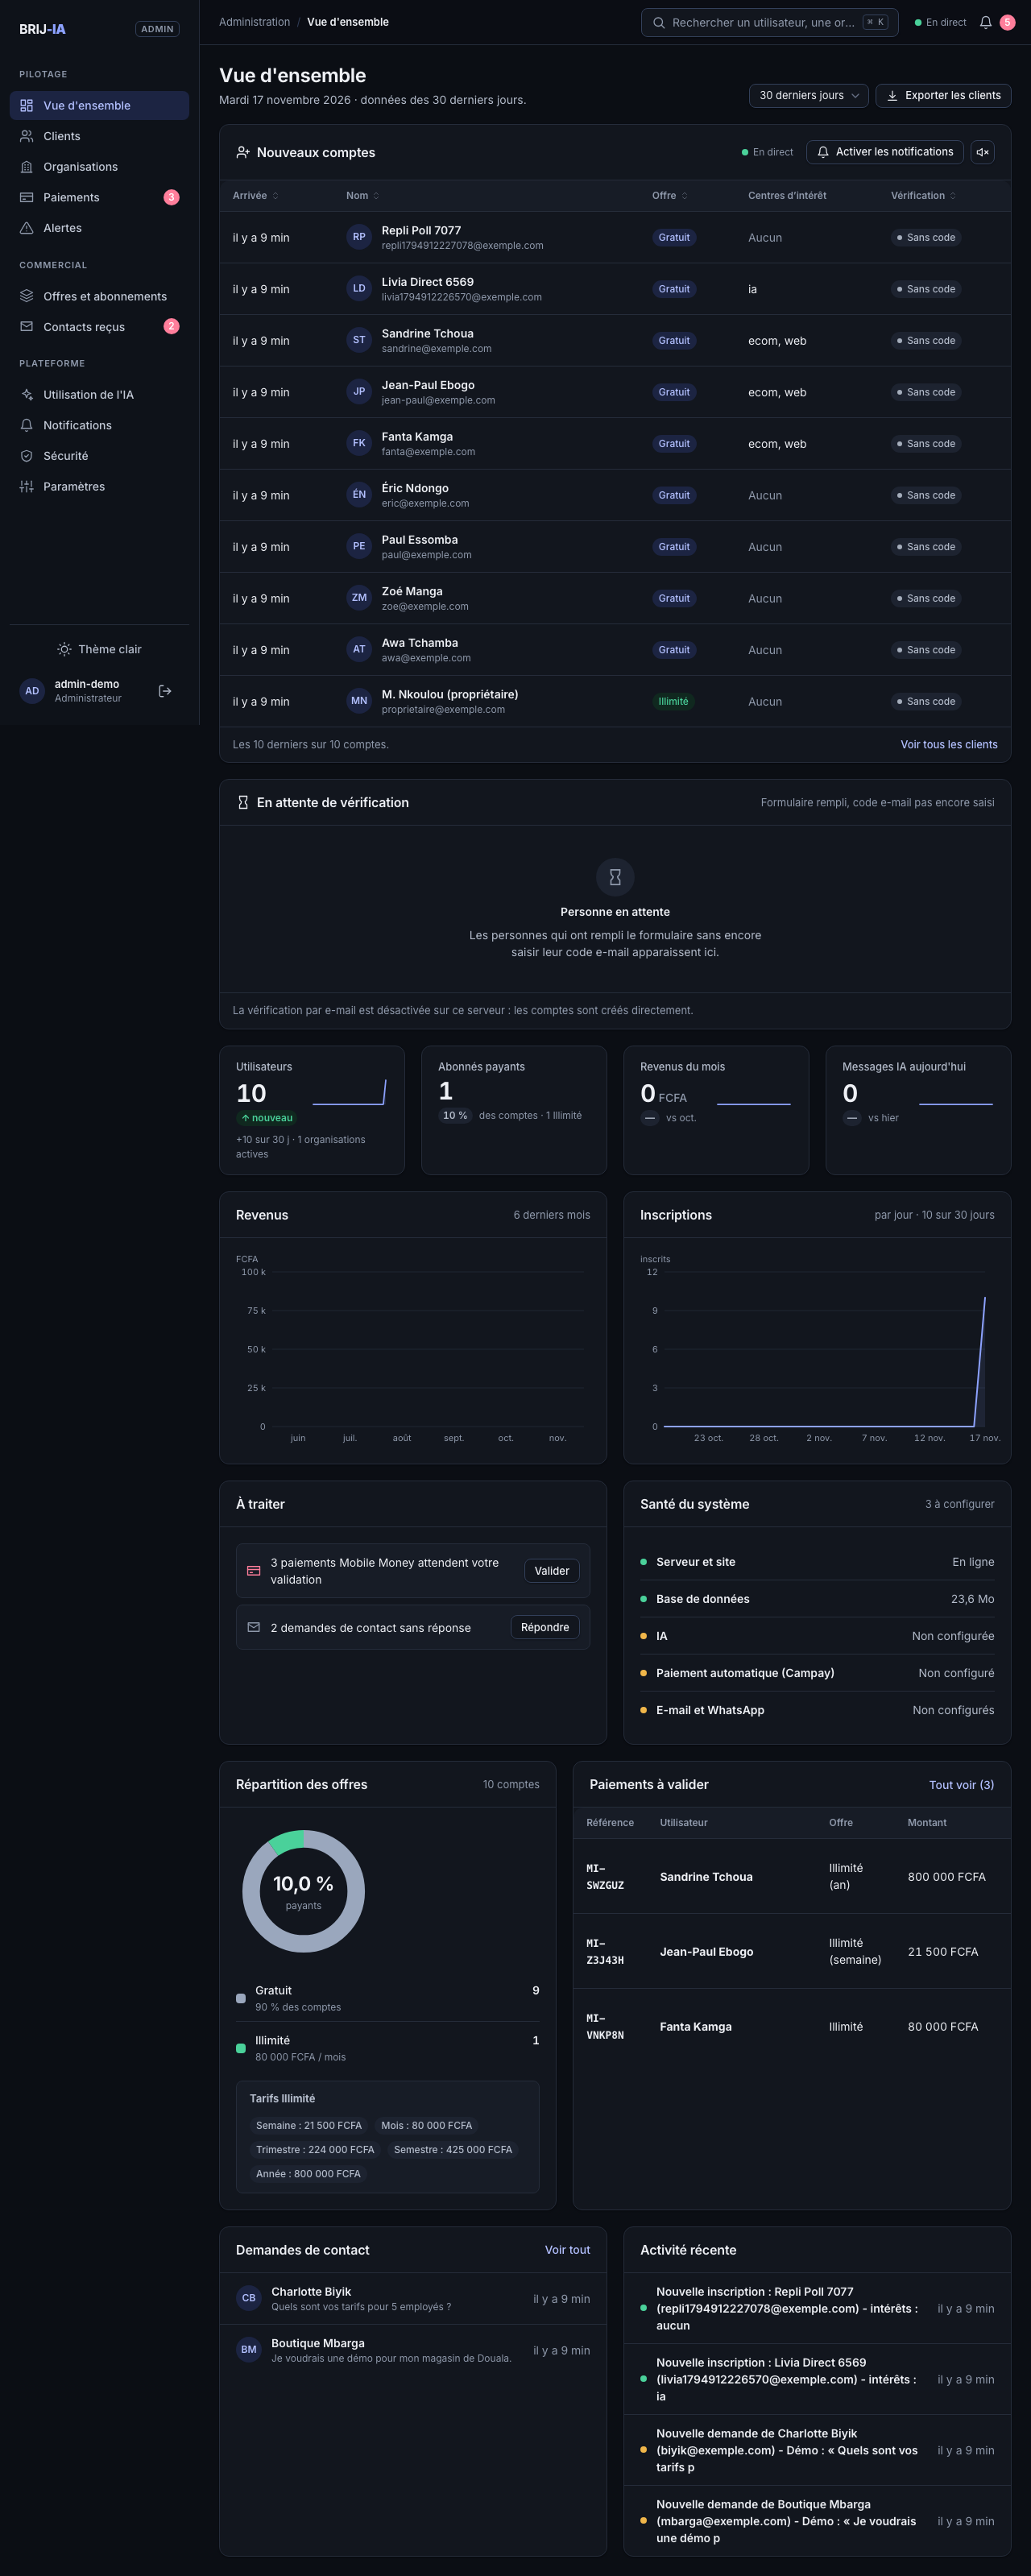 BRIJ-IA
ADMIN
PILOTAGE
Vue d'ensemble
Clients
Organisations
Paiements 3
Alertes
COMMERCIAL
Offres et abonnements
Contacts reçus 2
PLATEFORME
Utilisation de l'IA
Notifications
Sécurité
Paramètres
Thème clair
AD
admin-demo
Administrateur
Administration / Vue d'ensemble
Rechercher un utilisateur, une or... ⌘ K
En direct
5
Vue d'ensemble
Mardi 17 novembre 2026 · données des 30 derniers jours.
30 derniers jours
Exporter les clients
Nouveaux comptes
En direct
Activer les notifications
Arrivée Nom Offre Centres d'intérêt Vérification
il y a 9 min RP Repli Poll 7077 Gratuit Aucun Sans code
repli1794912227078@exemple.com
il y a 9 min LD Livia Direct 6569 Gratuit ia Sans code
livia1794912226570@exemple.com
il y a 9 min ST Sandrine Tchoua Gratuit ecom, web Sans code
sandrine@exemple.com
il y a 9 min JP Jean-Paul Ebogo Gratuit ecom, web Sans code
jean-paul@exemple.com
il y a 9 min FK Fanta Kamga Gratuit ecom, web Sans code
fanta@exemple.com
il y a 9 min ÉN Éric Ndongo Gratuit Aucun Sans code
eric@exemple.com
il y a 9 min PE Paul Essomba Gratuit Aucun Sans code
paul@exemple.com
il y a 9 min ZM Zoé Manga Gratuit Aucun Sans code
zoe@exemple.com
il y a 9 min AT Awa Tchamba Gratuit Aucun Sans code
awa@exemple.com
il y a 9 min MN M. Nkoulou (propriétaire) Illimité Aucun Sans code
proprietaire@exemple.com
Les 10 derniers sur 10 comptes. Voir tous les clients
En attente de vérification Formulaire rempli, code e-mail pas encore saisi
Personne en attente
Les personnes qui ont rempli le formulaire sans encore
saisir leur code e-mail apparaissent ici.
La vérification par e-mail est désactivée sur ce serveur : les comptes sont créés directement.
Utilisateurs
10
↑ nouveau
+10 sur 30 j · 1 organisations
actives
Abonnés payants
1
10 % des comptes · 1 Illimité
Revenus du mois
0 FCFA
— vs oct.
Messages IA aujourd'hui
0
— vs hier
Revenus 6 derniers mois
FCFA
100 k
75 k
50 k
25 k
0
juin juil. août sept. oct. nov.
Inscriptions par jour · 10 sur 30 jours
inscrits
12
9
6
3
0
23 oct. 28 oct. 2 nov. 7 nov. 12 nov. 17 nov.
À traiter
3 paiements Mobile Money attendent votre
validation
Valider
2 demandes de contact sans réponse
Répondre
Santé du système 3 à configurer
Serveur et site En ligne
Base de données 23,6 Mo
IA Non configurée
Paiement automatique (Campay) Non configuré
E-mail et WhatsApp Non configurés
Répartition des offres 10 comptes
10,0 %
payants
Gratuit 9
90 % des comptes
Illimité 1
80 000 FCFA / mois
Tarifs Illimité
Semaine : 21 500 FCFA Mois : 80 000 FCFA
Trimestre : 224 000 FCFA Semestre : 425 000 FCFA
Année : 800 000 FCFA
Paiements à valider Tout voir (3)
Référence Utilisateur Offre Montant
MI-
SWZGUZ
Sandrine Tchoua
Illimité
(an)
800 000 FCFA
MI-
Z3J43H
Jean-Paul Ebogo
Illimité
(semaine)
21 500 FCFA
MI-
VNKP8N
Fanta Kamga
Illimité
80 000 FCFA
Demandes de contact Voir tout
CB Charlotte Biyik il y a 9 min
Quels sont vos tarifs pour 5 employés ?
BM Boutique Mbarga il y a 9 min
Je voudrais une démo pour mon magasin de Douala.
Activité récente
Nouvelle inscription : Repli Poll 7077
(repli1794912227078@exemple.com) - intérêts : il y a 9 min
aucun
Nouvelle inscription : Livia Direct 6569
(livia1794912226570@exemple.com) - intérêts : il y a 9 min
ia
Nouvelle demande de Charlotte Biyik
(biyik@exemple.com) - Démo : « Quels sont vos il y a 9 min
tarifs p
Nouvelle demande de Boutique Mbarga
(mbarga@exemple.com) - Démo : « Je voudrais il y a 9 min
une démo p